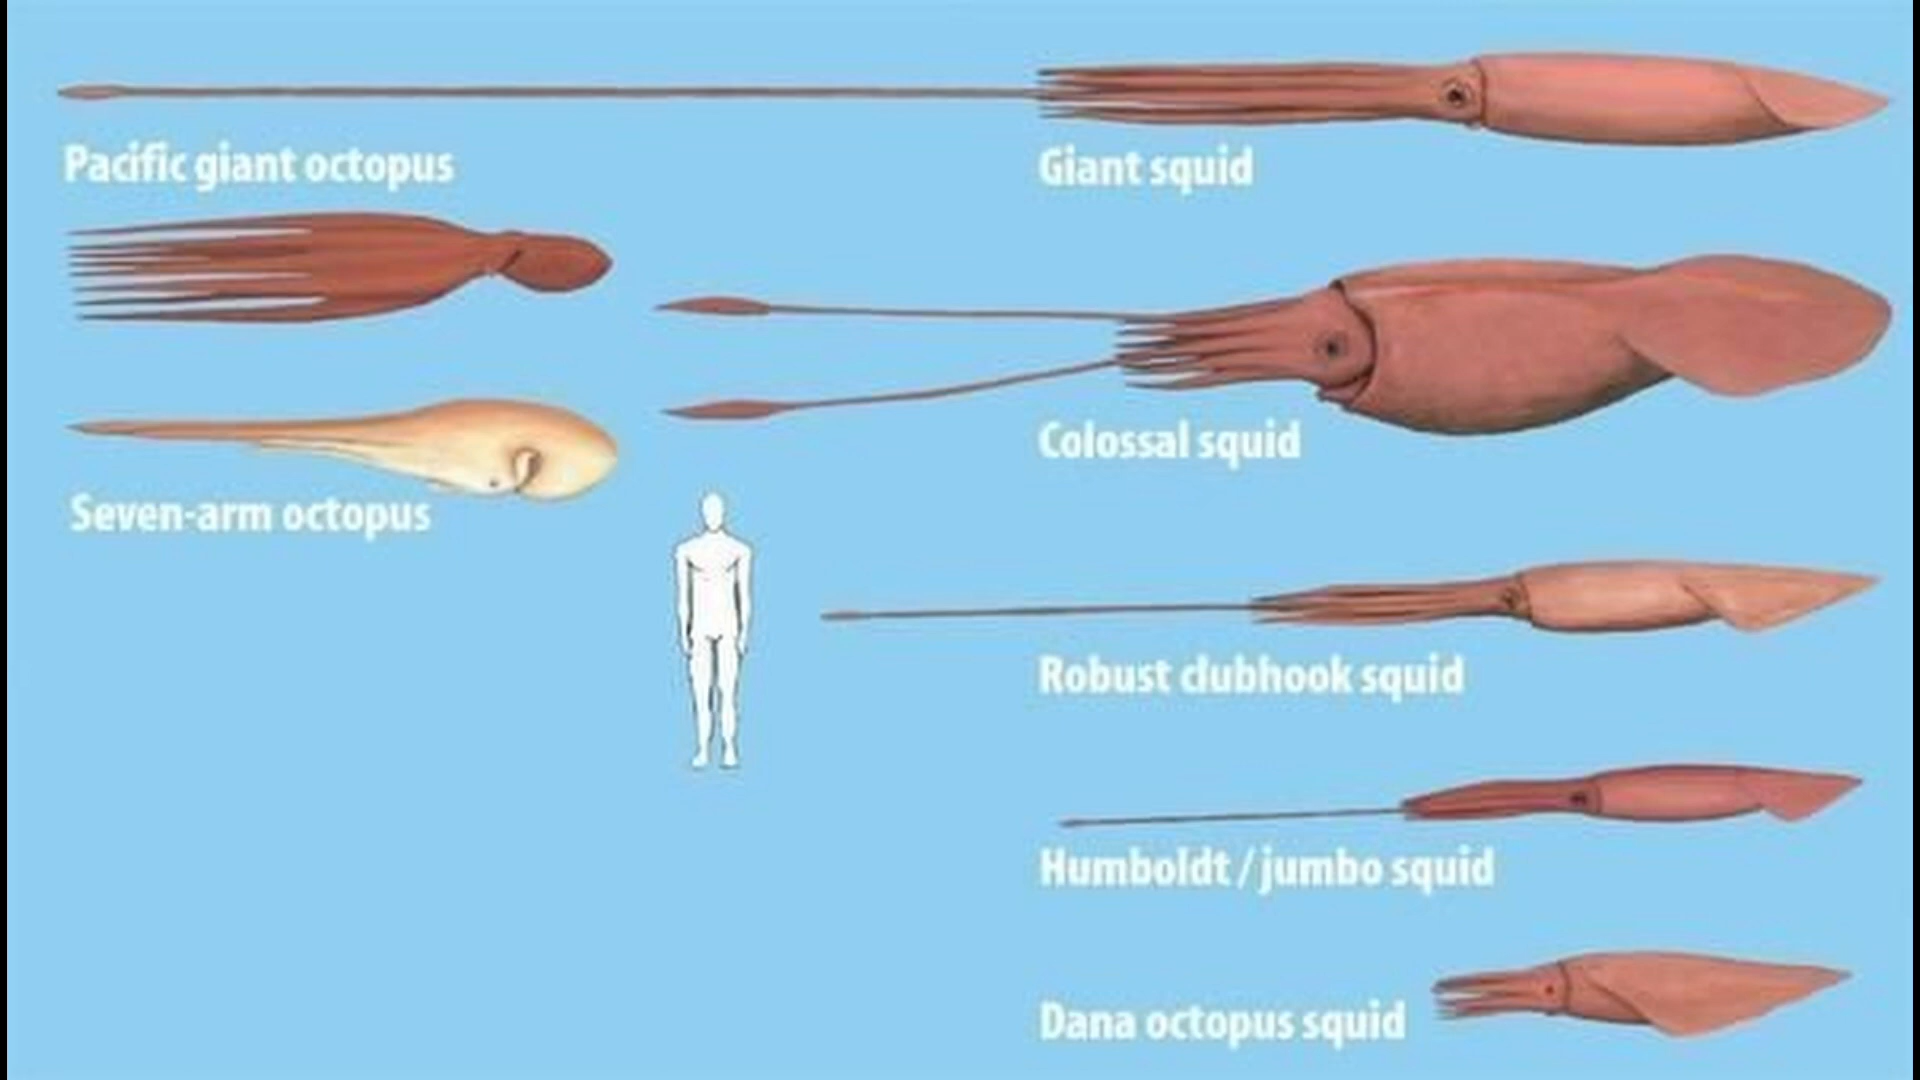 Pacific giant octopus
Giant squid
Colossal squid
Seven-arm octopus
Robust clubhook squid
Humboldt / jumbo squid
Dana octopus squid